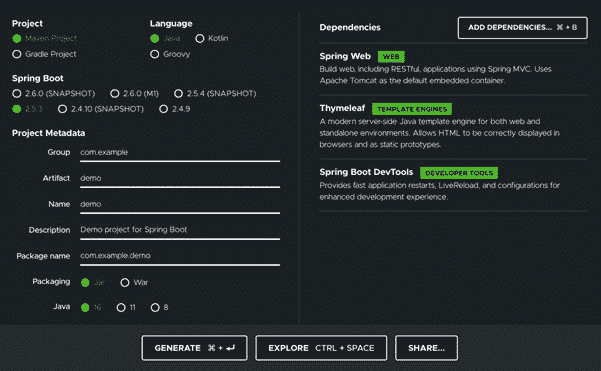 Project
Maven Project
Gradle Project
Language
Java Kotlin
Groovy
Spring Boot
2.6.0 (SNAPSHOT) 2.6.0 (M1) 2.5.4 (SNAPSHOT)
2.5.3 2.4.10 (SNAPSHOT) 2.4.9
Project Metadata
Group com.example
Artifact demo
Name demo
Description Demo project for Spring Boot
Package name com.example.demo
Packaging Jar War
Java 16 11 8
Dependencies
ADD DEPENDENCIES... ⌘ + B
Spring Web WEB
Build web, including RESTful, applications using Spring MVC. Uses
Apache Tomcat as the default embedded container.
Thymeleaf TEMPLATE ENGINES
A modern server-side Java template engine for both web and
standalone environments. Allows HTML to be correctly displayed in
browsers and as static prototypes.
Spring Boot DevTools DEVELOPER TOOLS
Provides fast application restarts, LiveReload, and configurations for
enhanced development experience.
GENERATE ⌘ + ↵
EXPLORE CTRL + SPACE
SHARE...